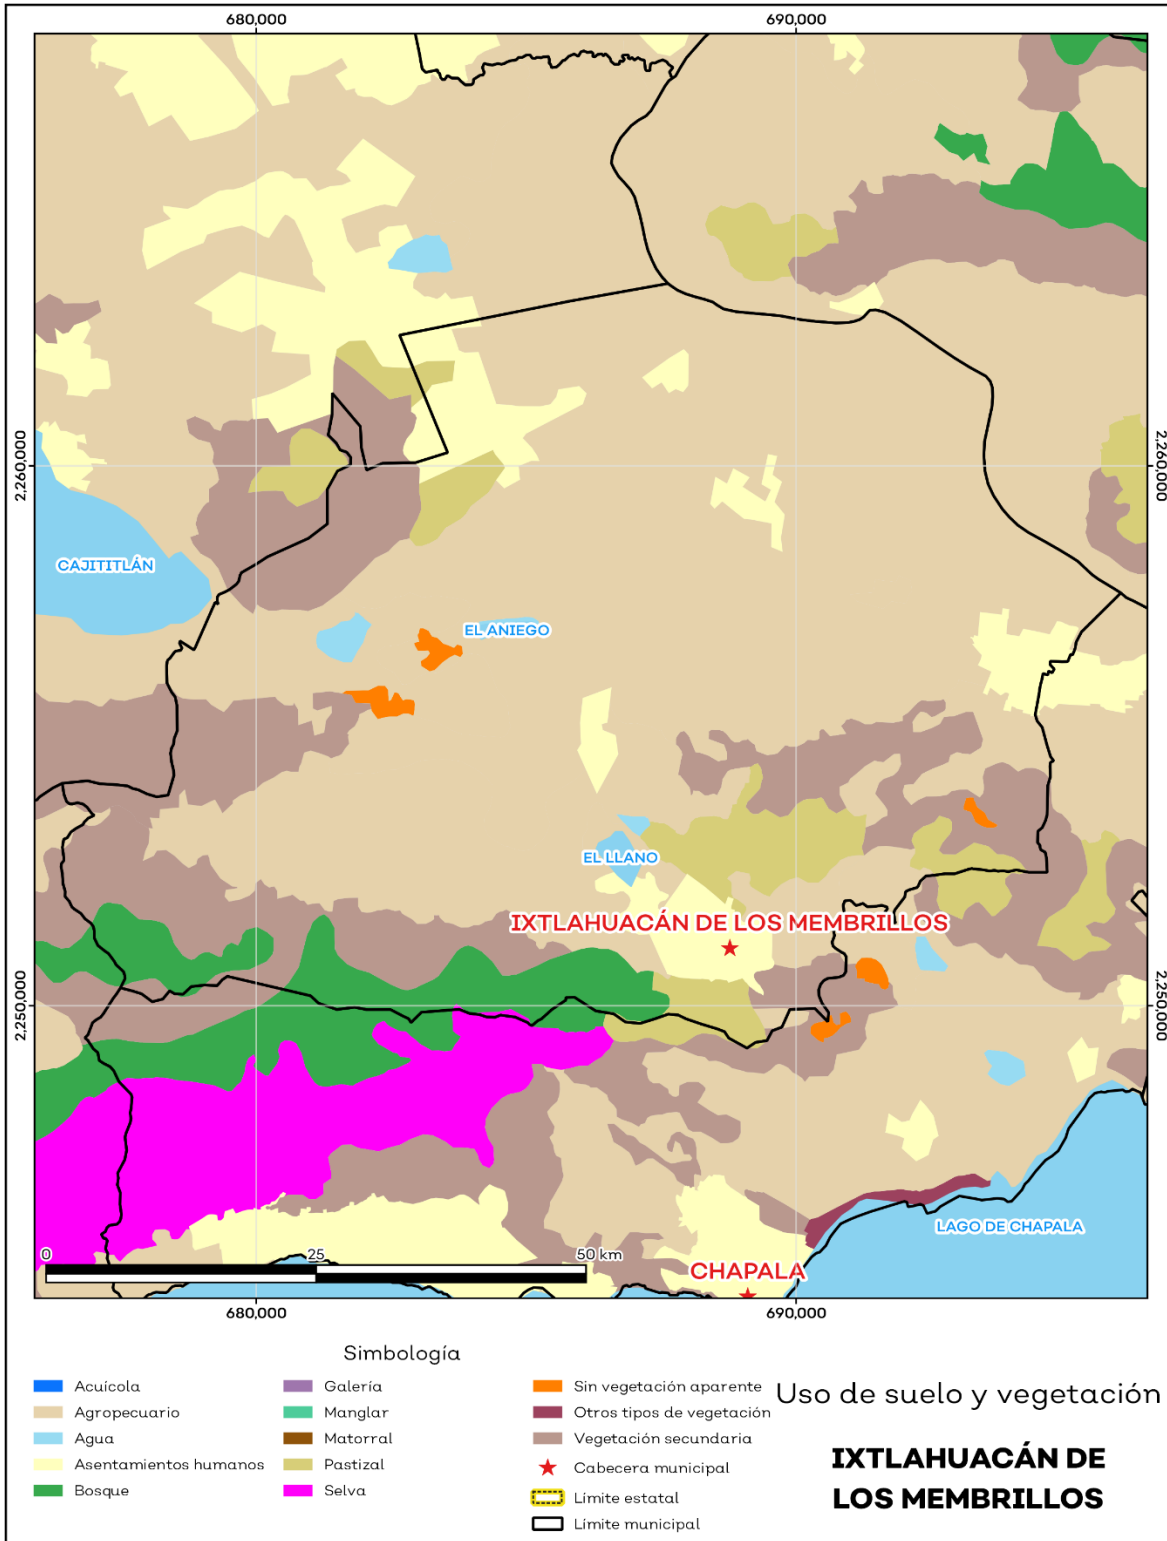 680,000
690,000
2,260,000
2,260,000
CAJITITLÁN
EL ANIEGO
EL LLANO
IXTLAHUACÁN DE LOS MEMBRILLOS
2,250,000
2,250,000
LAGO DE CHAPALA
0
25
50 km
CHAPALA
680,000
690,000
Simbología
Acuícola
Agropecuario
Agua
Asentamientos humanos
Bosque
Galería
Manglar
Matorral
Pastizal
Selva
Sin vegetación aparente
Otros tipos de vegetación
Vegetación secundaria
Cabecera municipal
Límite estatal
Límite municipal
Uso de suelo y vegetación
IXTLAHUACÁN DE
LOS MEMBRILLOS